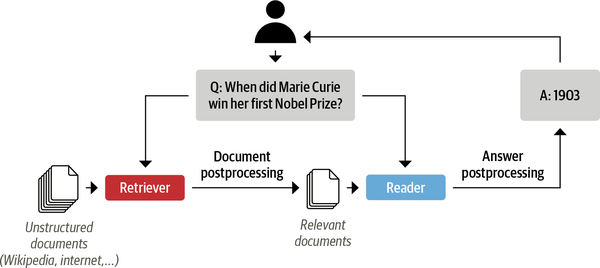 Q: When did Marie Curie
win her first Nobel Prize?
A: 1903
Document
postprocessing
Answer
postprocessing
Retriever
Reader
Unstructured
documents
(Wikipedia, internet,...)
Relevant
documents